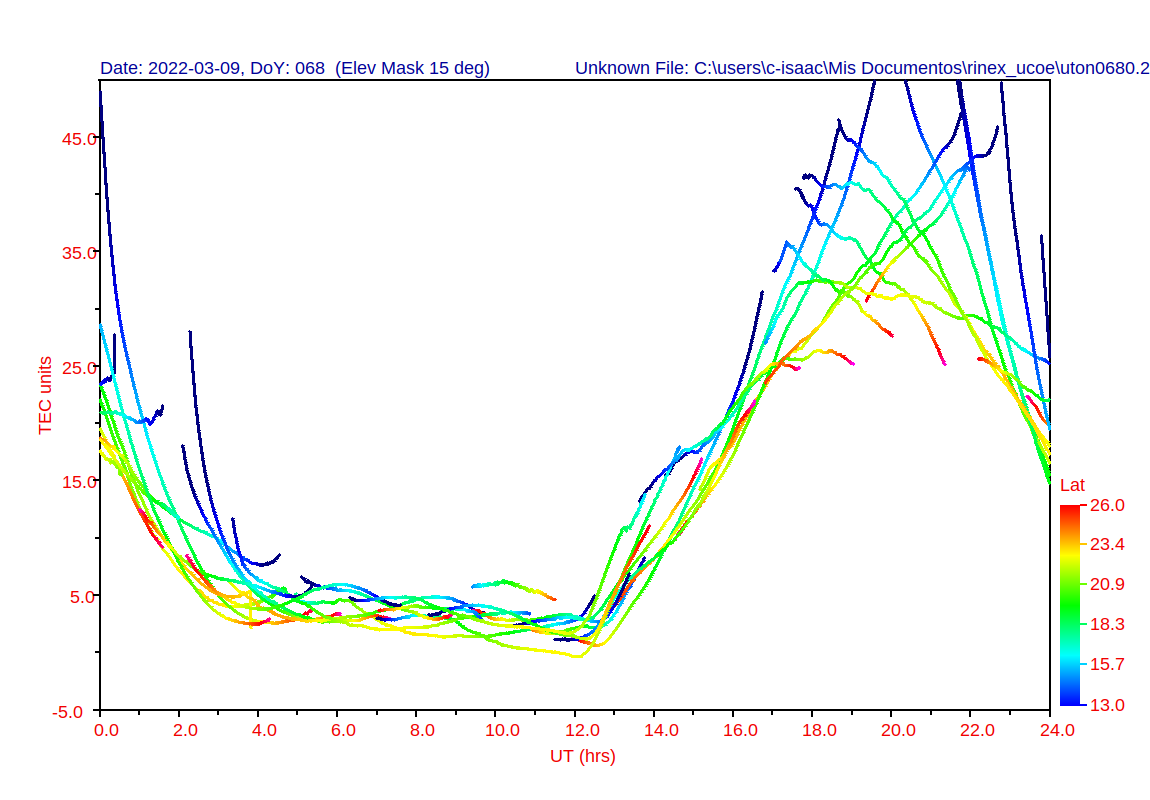 Date: 2022-03-09, DoY: 068  (Elev Mask 15 deg) Unknown File: C:\users\c-isaac\Mis Documentos\rinex_ucoe\uton0680.2
45.0
35.0
25.0
15.0
5.0
-5.0
TEC units
0.0 2.0 4.0 6.0 8.0 10.0 12.0 14.0 16.0 18.0 20.0 22.0 24.0
UT (hrs)
Lat
26.0
23.4
20.9
18.3
15.7
13.0